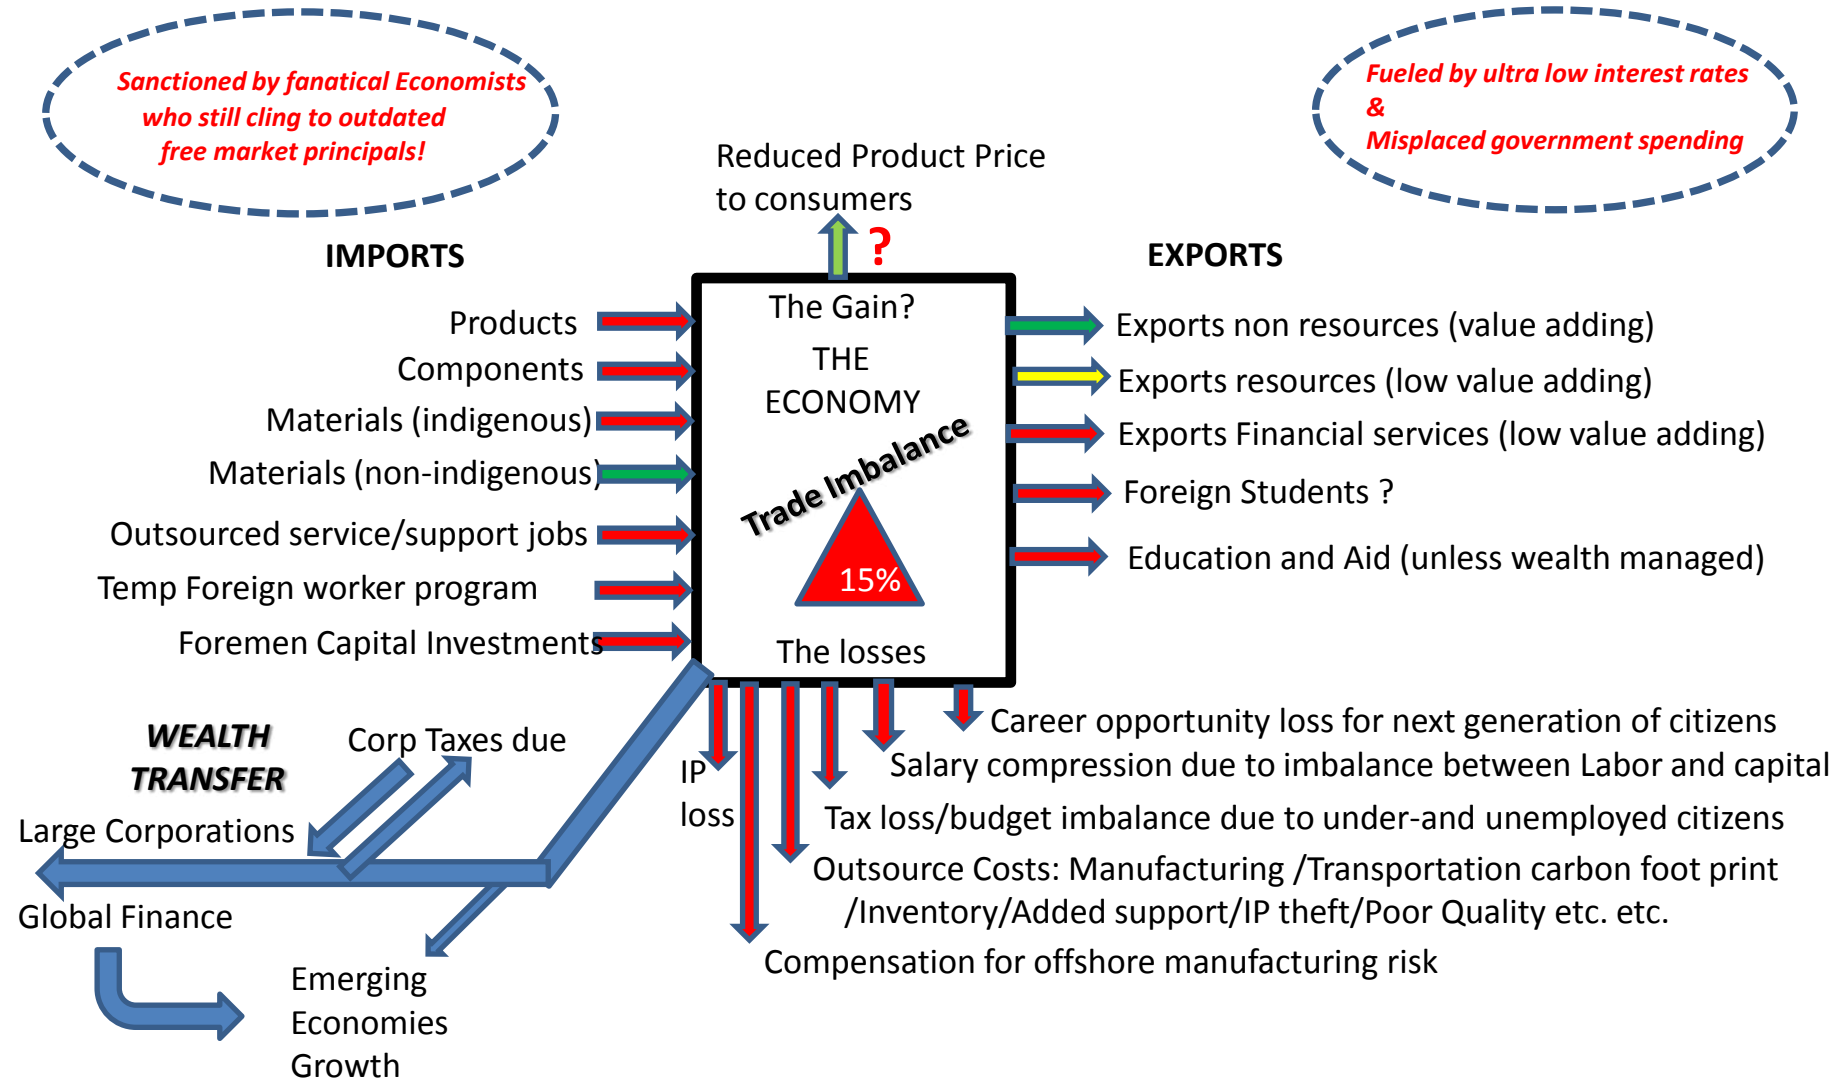 Sanctioned by fanatical Economists
who still cling to outdated
free market principals!
Fueled by ultra low interest rates
&
Misplaced government spending
Reduced Product Price
to consumers
?
IMPORTS
EXPORTS
Products
Components
Materials (indigenous)
Materials (non-indigenous)
Outsourced service/support jobs
Temp Foreign worker program
Foremen Capital Investments
The Gain?
THE
ECONOMY
Trade Imbalance
15%
The losses
Exports non resources (value adding)
Exports resources (low value adding)
Exports Financial services (low value adding)
Foreign Students ?
Education and Aid (unless wealth managed)
WEALTH
TRANSFER
Corp Taxes due
Large Corporations
Global Finance
Emerging
Economies
Growth
IP
loss
Career opportunity loss for next generation of citizens
Salary compression due to imbalance between Labor and capital
Tax loss/budget imbalance due to under-and unemployed citizens
Outsource Costs: Manufacturing /Transportation carbon foot print
/Inventory/Added support/IP theft/Poor Quality etc. etc.
Compensation for offshore manufacturing risk